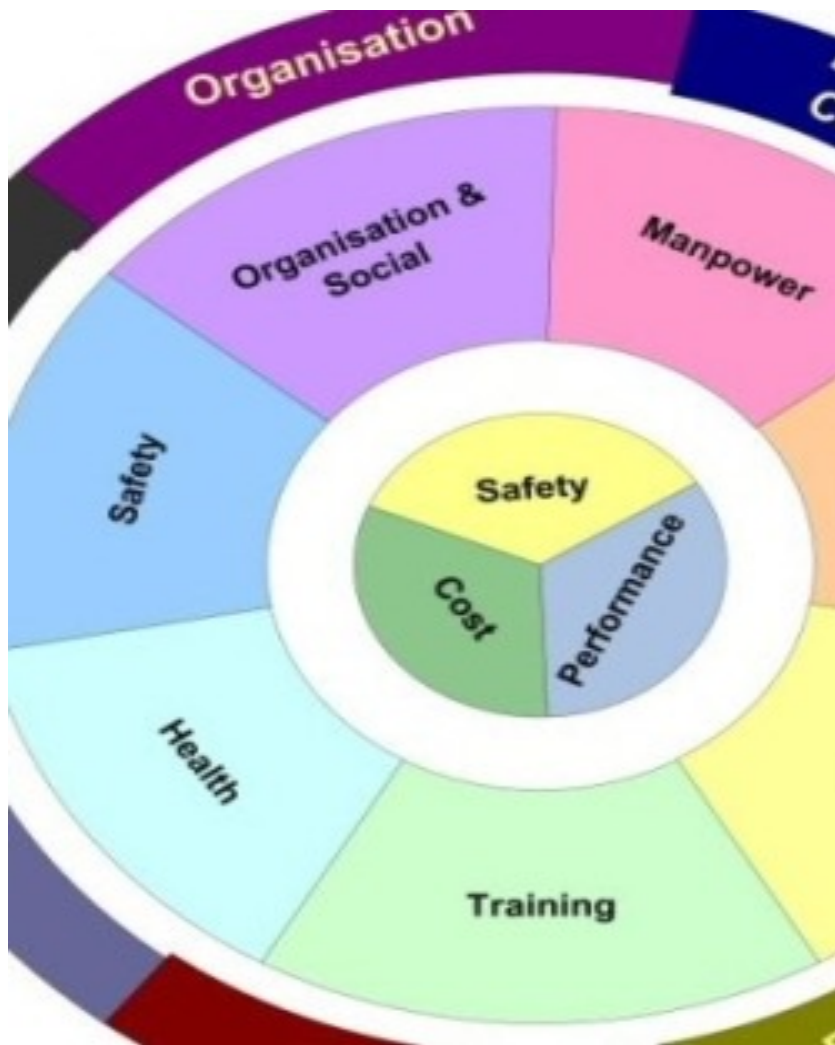 Organisation
Organisation &
Social
Manpower
Safety
Safety
Cost
Performance
Health
Training